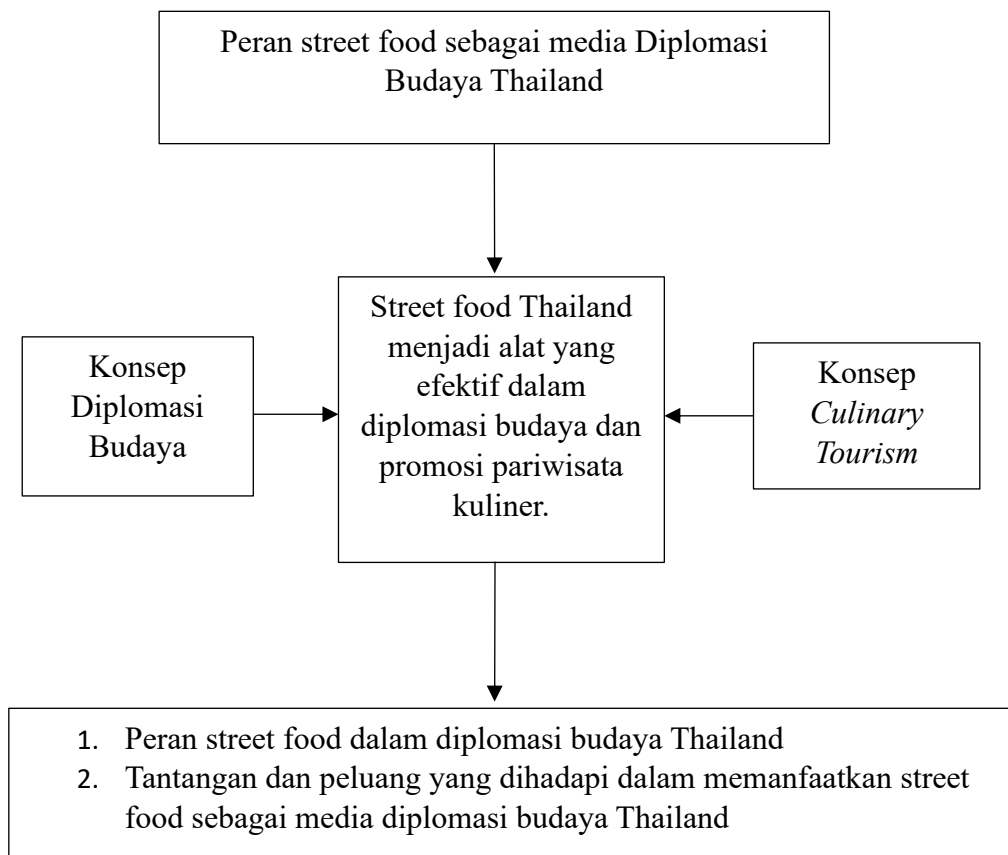 Peran street food sebagai media Diplomasi
Budaya Thailand
Street food Thailand
menjadi alat yang
efektif dalam
diplomasi budaya dan
promosi pariwisata
kuliner.
Konsep
Diplomasi
Budaya
Konsep
Culinary
Tourism
1. Peran street food dalam diplomasi budaya Thailand
2. Tantangan dan peluang yang dihadapi dalam memanfaatkan street
food sebagai media diplomasi budaya Thailand